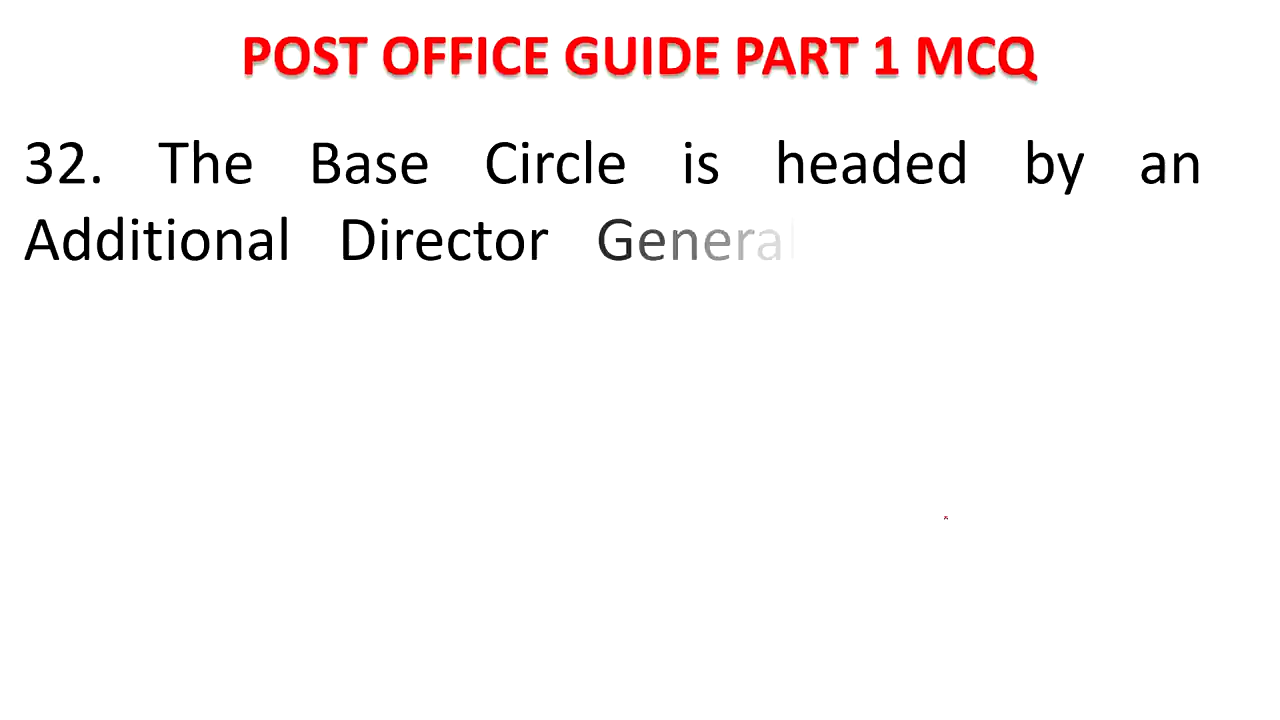 POST OFFICE GUIDE PART 1 MCQ
32. The Base Circle is headed by an
Additional Director General